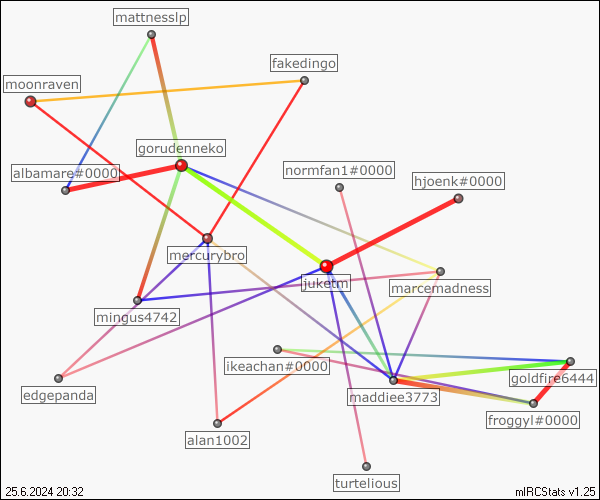 mattnesslp
fakedingo
moonraven
gorudenneko
normfan1#0000
albamare#0000
hjoenk#0000
mercurybro
juketm
marcemadness
mingus4742
ikeachan#0000
goldfire6444
edgepanda
maddiee3773
froggyl#0000
alan1002
turtelious
25.6.2024 20:32
mIRCStats v1.25